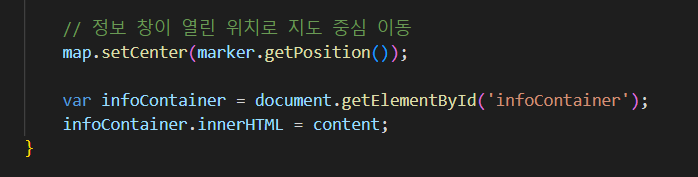 // 정보 창이 열린 위치로 지도 중심 이동
map.setCenter(marker.getPosition());
var infoContainer = document.getElementById('infoContainer');
infoContainer.innerHTML = content;
}